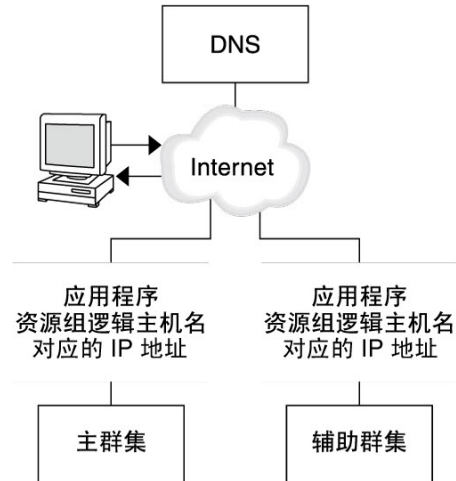 DNS
Internet
应用程序
资源组逻辑主机名
对应的 IP 地址
应用程序
资源组逻辑主机名
对应的 IP 地址
主群集
辅助群集